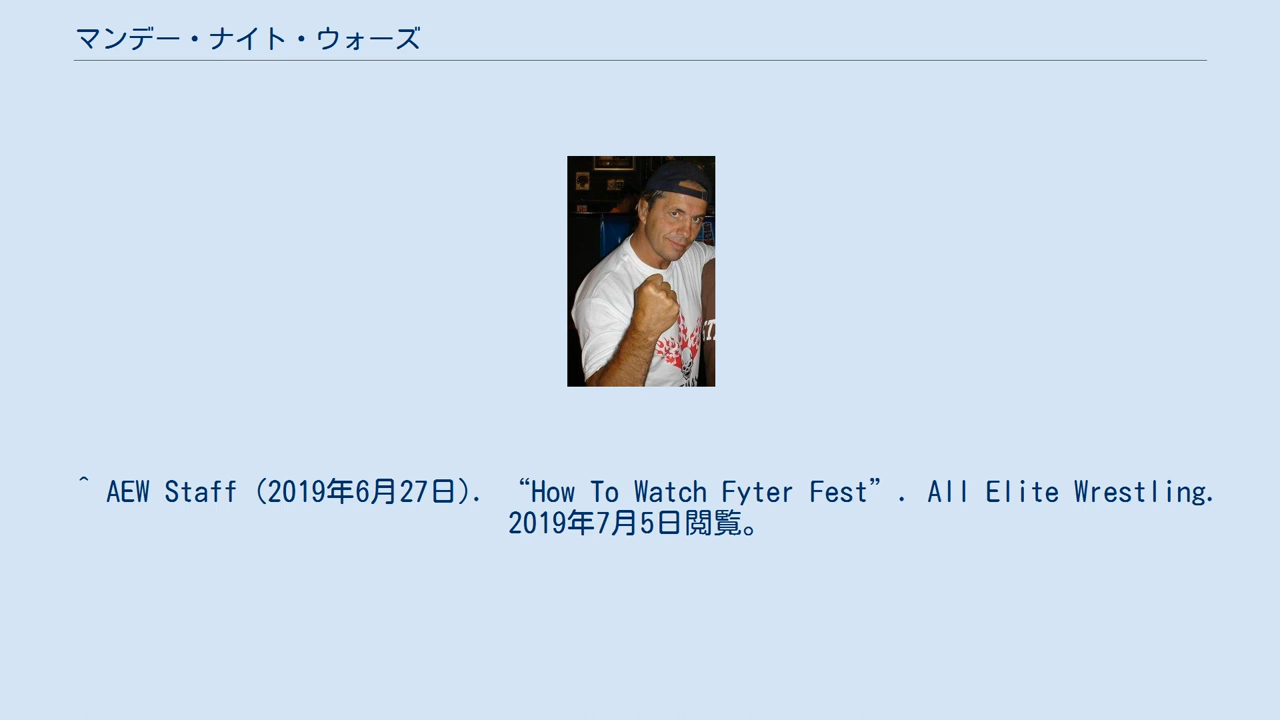 マンデー・ナイト・ウォーズ
^ AEW Staff (2019年6月27日). “How To Watch Fyter Fest”. All Elite Wrestling.
2019年7月5日閲覧。